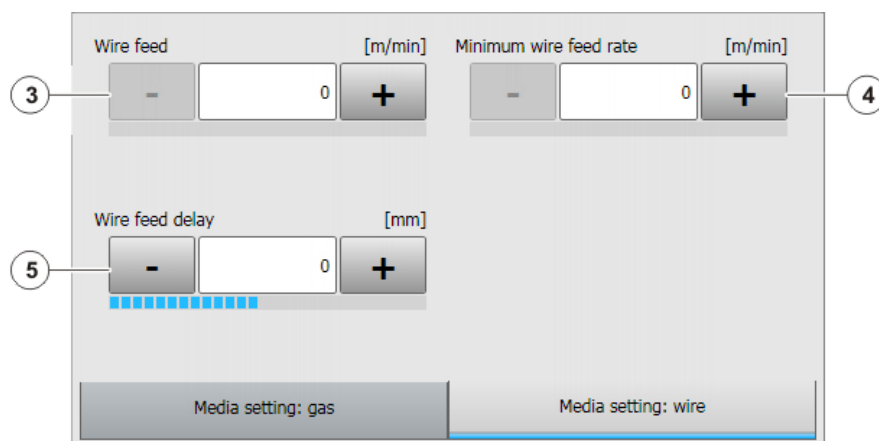 Wire feed [m/min] Minimum wire feed rate [m/min]
3 - 0 + - 0 + 4
Wire feed delay [mm]
5 - 0 +
Media setting: gas Media setting: wire